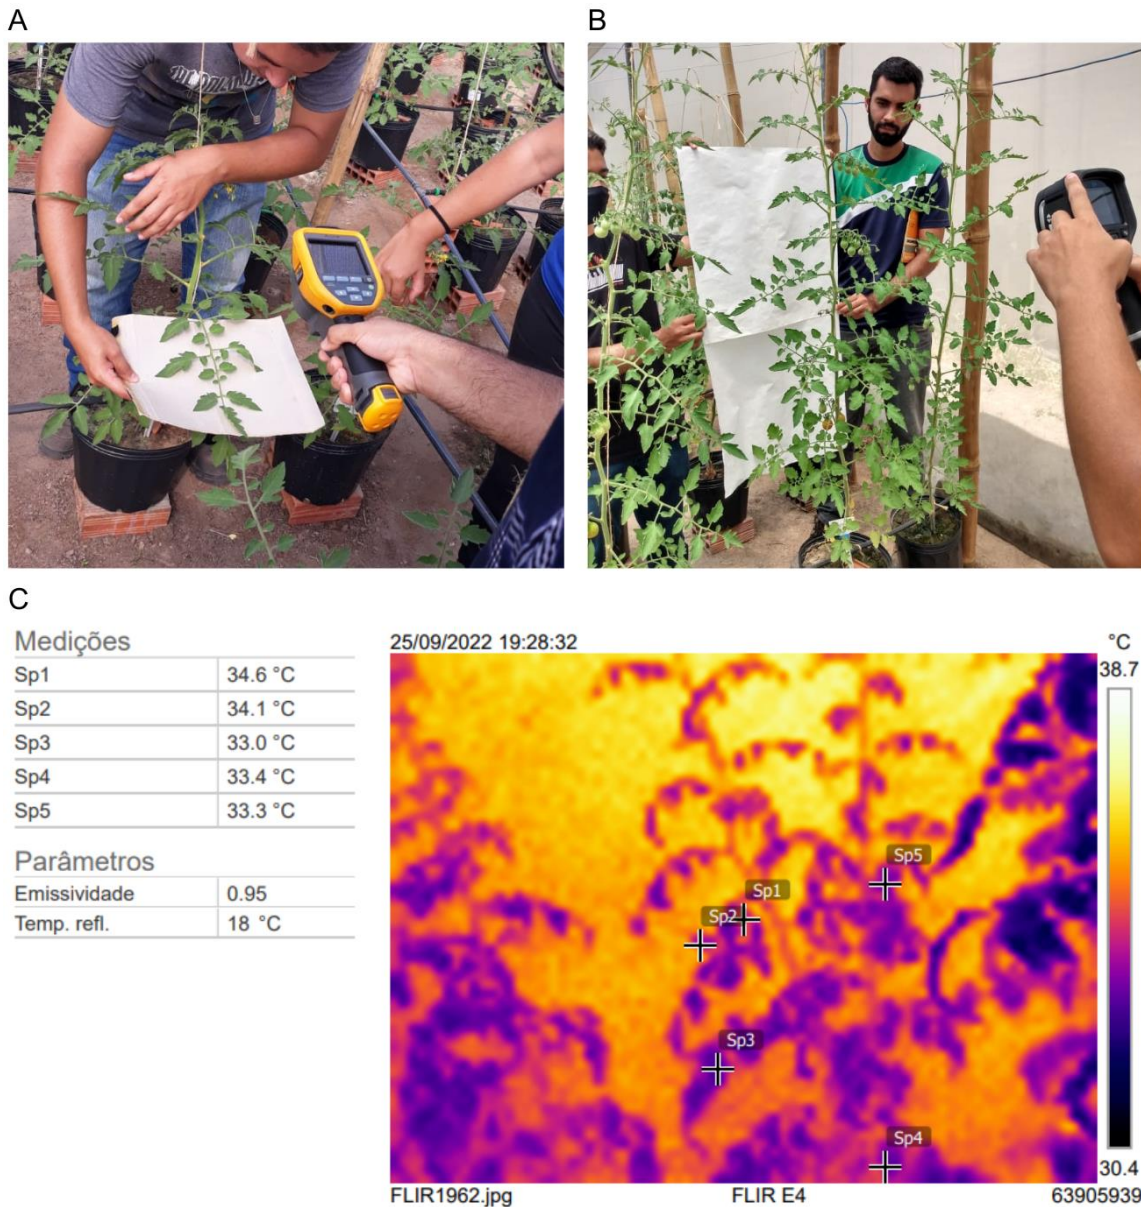 A
B
C
Medições
Sp1 34.6 °C
Sp2 34.1 °C
Sp3 33.0 °C
Sp4 33.4 °C
Sp5 33.3 °C
Parâmetros
Emissividade 0.95
Temp. refl. 18 °C
25/09/2022 19:28:32
°C
38.7
Sp5
Sp1
Sp2
Sp3
Sp4
30.4
FLIR1962.jpg FLIR E4 63905939